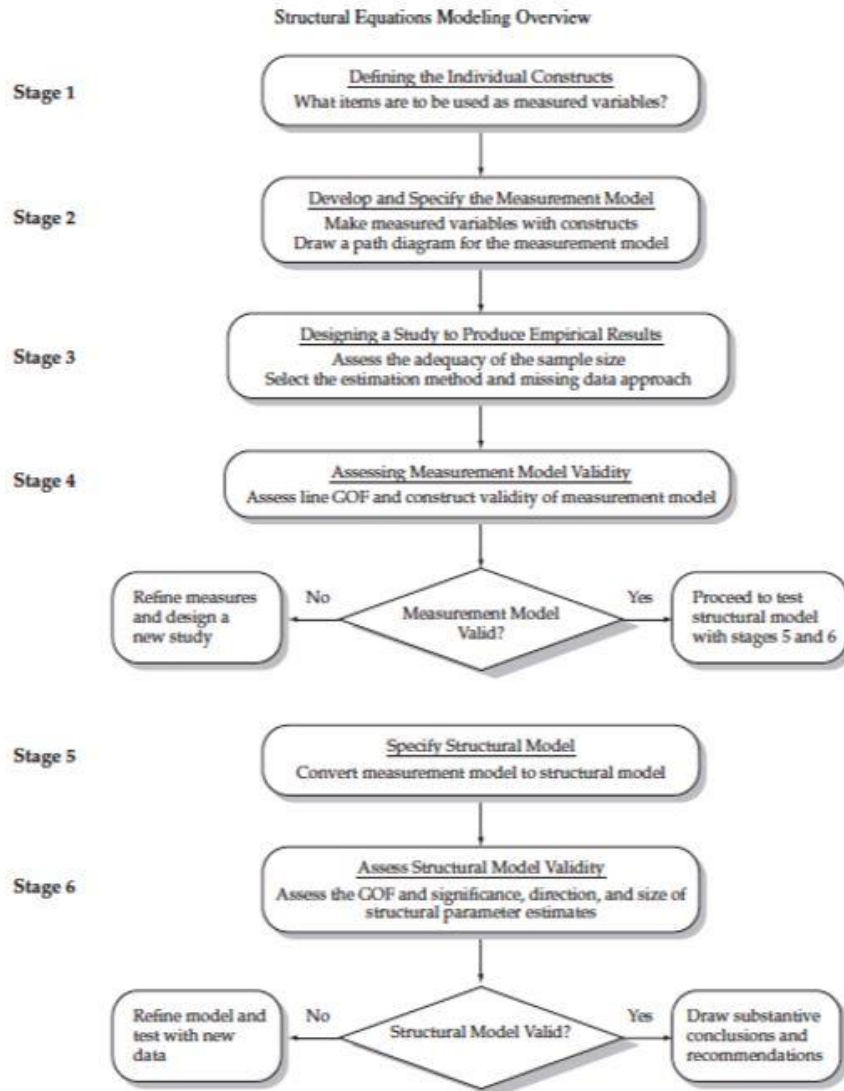 Structural Equations Modeling Overview
Stage 1
Defining the Individual Constructs
What items are to be used as measured variables?
Stage 2
Develop and Specify the Measurement Model
Make measured variables with constructs
Draw a path diagram for the measurement model
Stage 3
Designing a Study to Produce Empirical Results
Assess the adequacy of the sample size
Select the estimation method and missing data approach
Stage 4
Assessing Measurement Model Validity
Assess line GOF and construct validity of measurement model
Refine measures
and design a
new study
No
Measurement Model
Valid?
Yes
Proceed to test
structural model
with stages 5 and 6
Stage 5
Specify Structural Model
Convert measurement model to structural model
Stage 6
Assess Structural Model Validity
Assess the GOF and significance, direction, and size of
structural parameter estimates
Refine model and
test with new
data
No
Structural Model Valid?
Yes
Draw substantive
conclusions and
recommendations